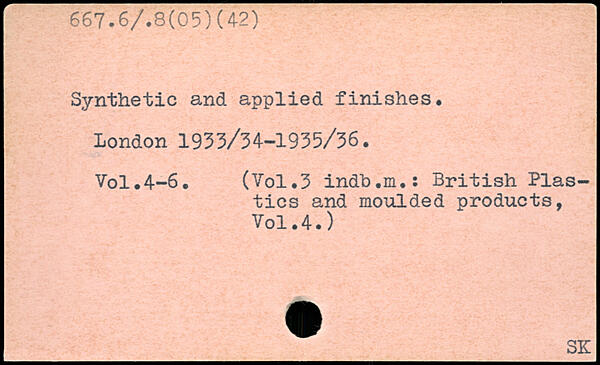 667.6/.8(05)(42)
Synthetic and applied finishes.
London 1933/34-1935/36.
Vol.4-6. (Vol.3 indb.m.: British Plas-
tics and moulded products,
Vol.4.)
SK